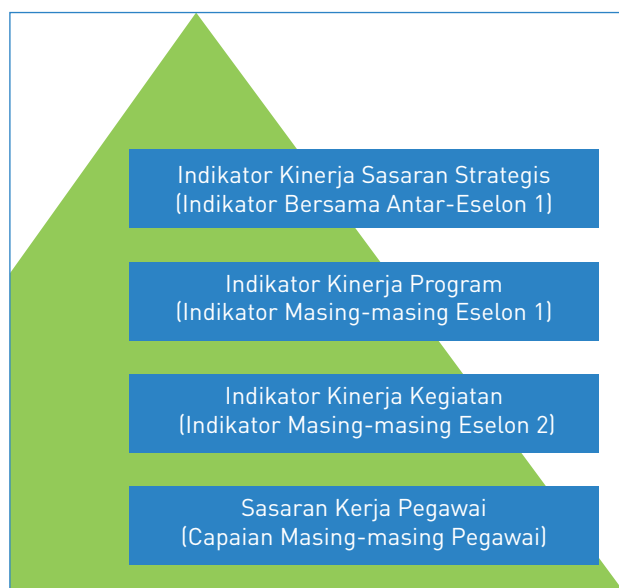 Indikator Kinerja Sasaran Strategis
(Indikator Bersama Antar-Eselon 1)
Indikator Kinerja Program
(Indikator Masing-masing Eselon 1)
Indikator Kinerja Kegiatan
(Indikator Masing-masing Eselon 2)
Sasaran Kerja Pegawai
(Capaian Masing-masing Pegawai)